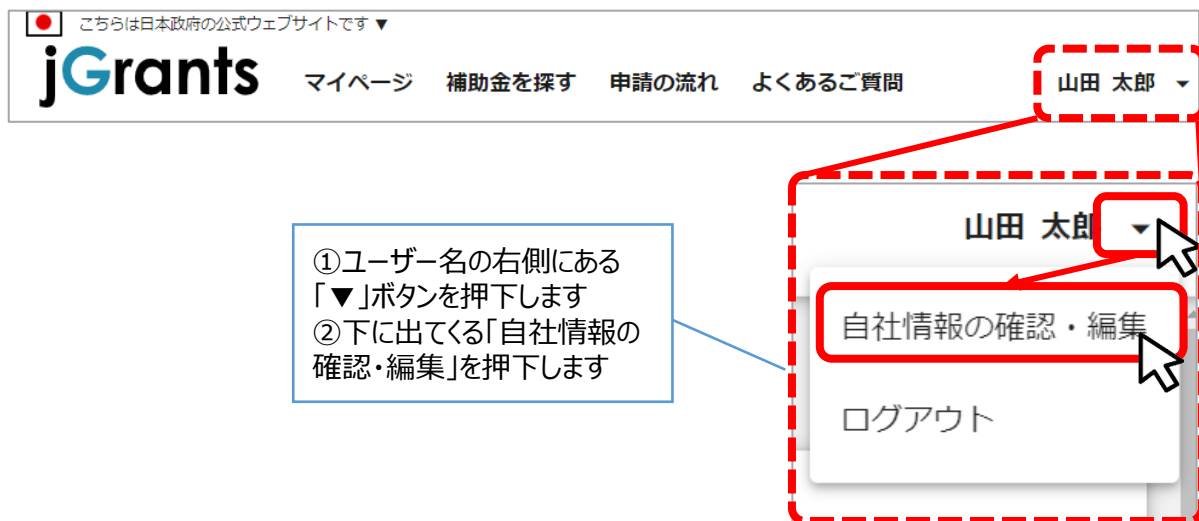 こちらは日本政府の公式ウェブサイトです ▼
jGrants マイページ 補助金を探す 申請の流れ よくあるご質問 山田 太郎 ▼
山田 太郎 ▼
①ユーザー名の右側にある
「▼」ボタンを押下します
②下に出てくる「自社情報の
確認・編集」を押下します
自社情報の確認・編集
ログアウト